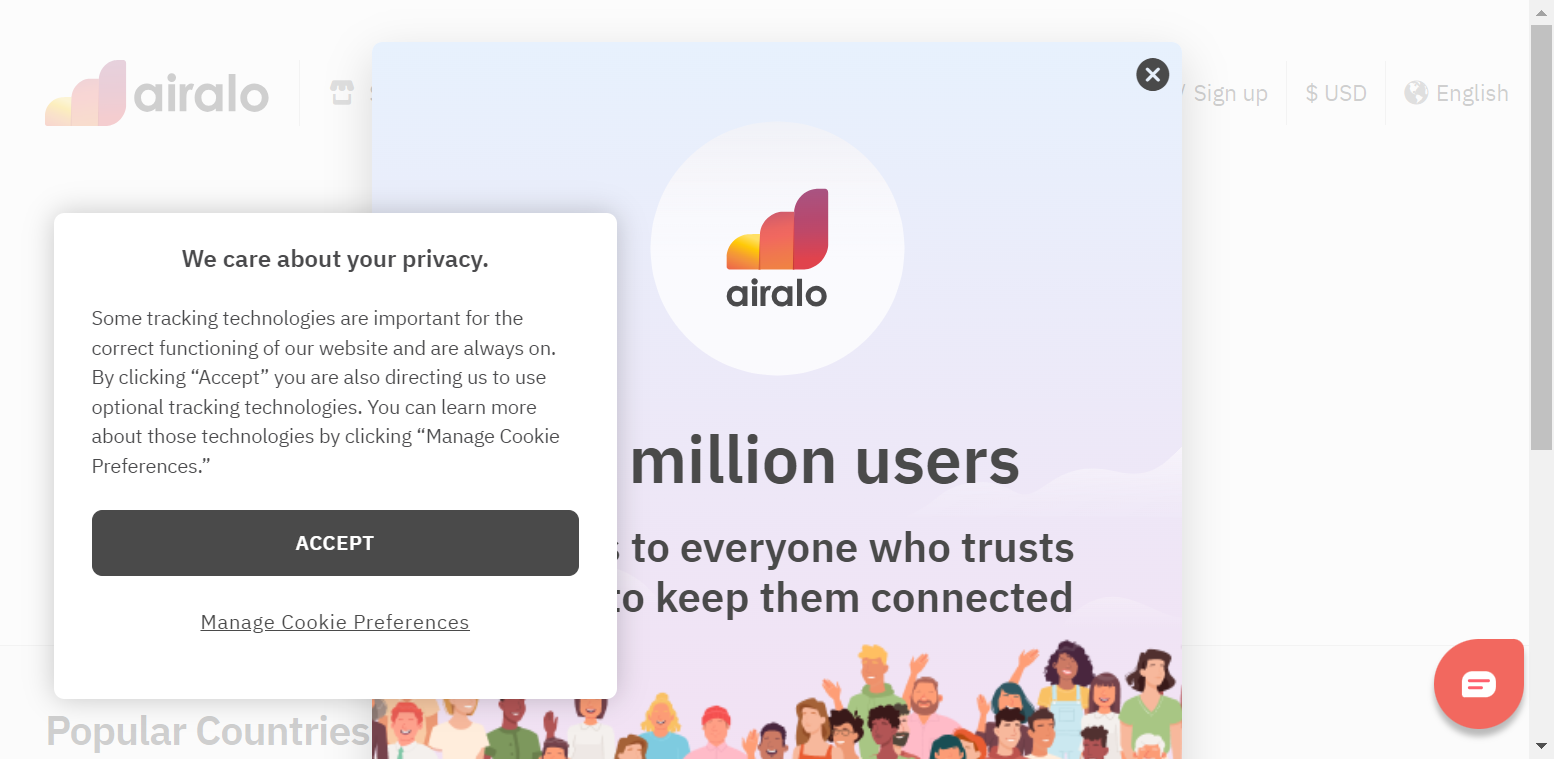 airalo
Sign up
$ USD
English
airalo
We care about your privacy.
Some tracking technologies are important for the
correct functioning of our website and are always on.
By clicking “Accept” you are also directing us to use
optional tracking technologies. You can learn more
about those technologies by clicking “Manage Cookie
Preferences.”
ACCEPT
Manage Cookie Preferences
million users
to everyone who trusts
to keep them connected
Popular Countries